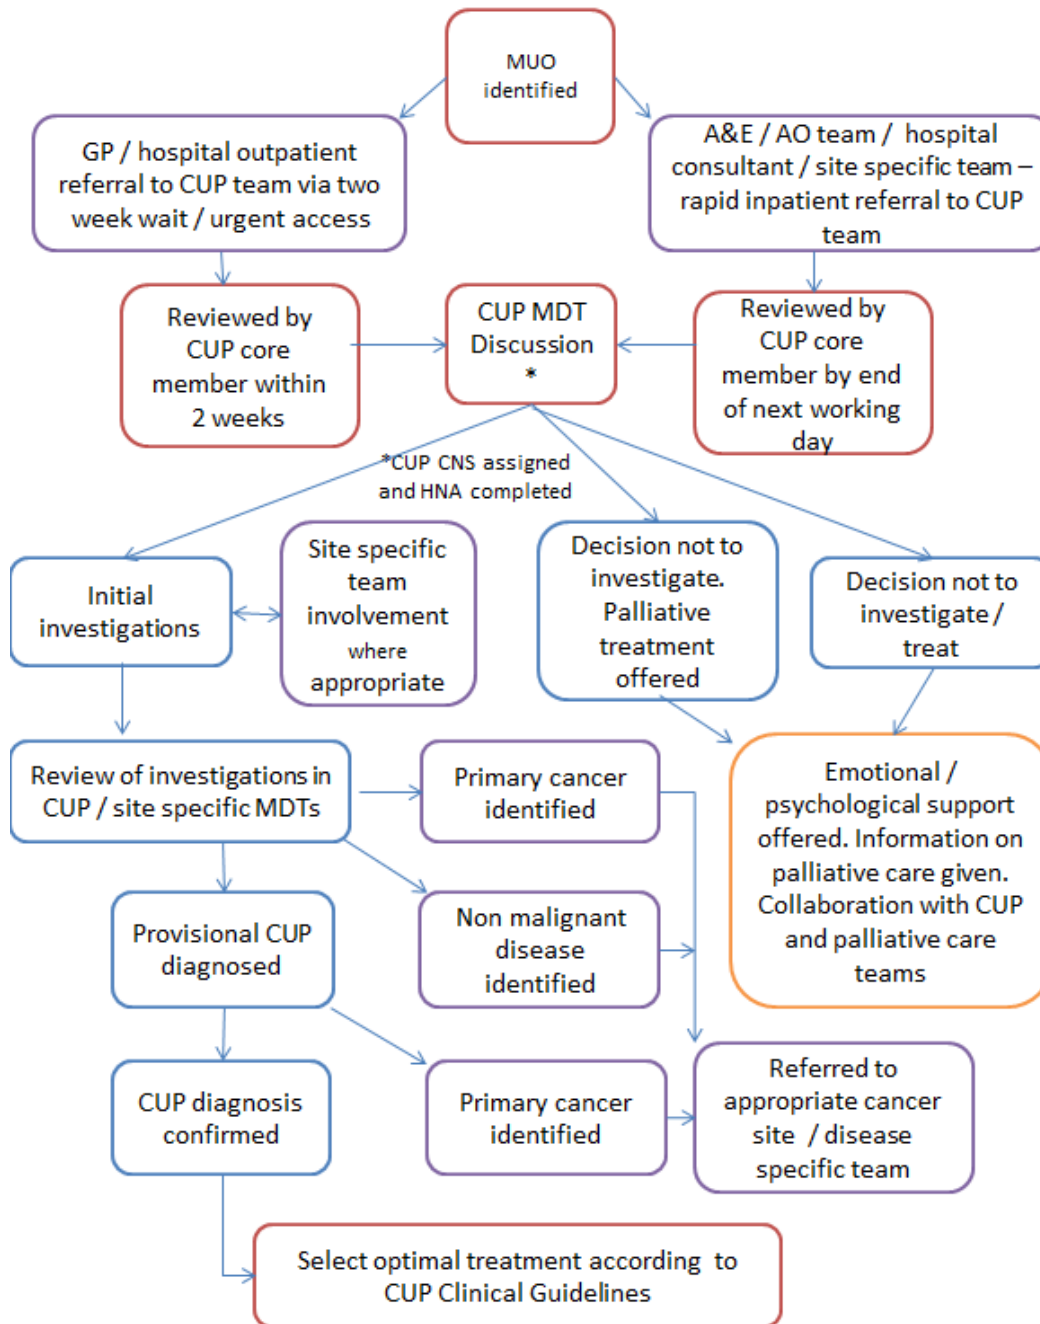 MUO
identified
GP / hospital outpatient
referral to CUP team via two
week wait / urgent access
A&E / AO team / hospital
consultant / site specific team –
rapid inpatient referral to CUP
team
Reviewed by
CUP core
member within
2 weeks
CUP MDT
Discussion
*
Reviewed by
CUP core
member by end
of next working
day
*CUP CNS assigned
and HNA completed
Initial
investigations
Site specific
team
involvement
where
appropriate
Decision not to
investigate.
Palliative
treatment
offered
Decision not to
investigate /
treat
Review of investigations in
CUP / site specific MDTs
Primary cancer
identified
Emotional /
psychological support
offered. Information on
palliative care given.
Collaboration with CUP
and palliative care
teams
Provisional CUP
diagnosed
Non malignant
disease
identified
CUP diagnosis
confirmed
Primary cancer
identified
Referred to
appropriate cancer
site / disease
specific team
Select optimal treatment according to
CUP Clinical Guidelines